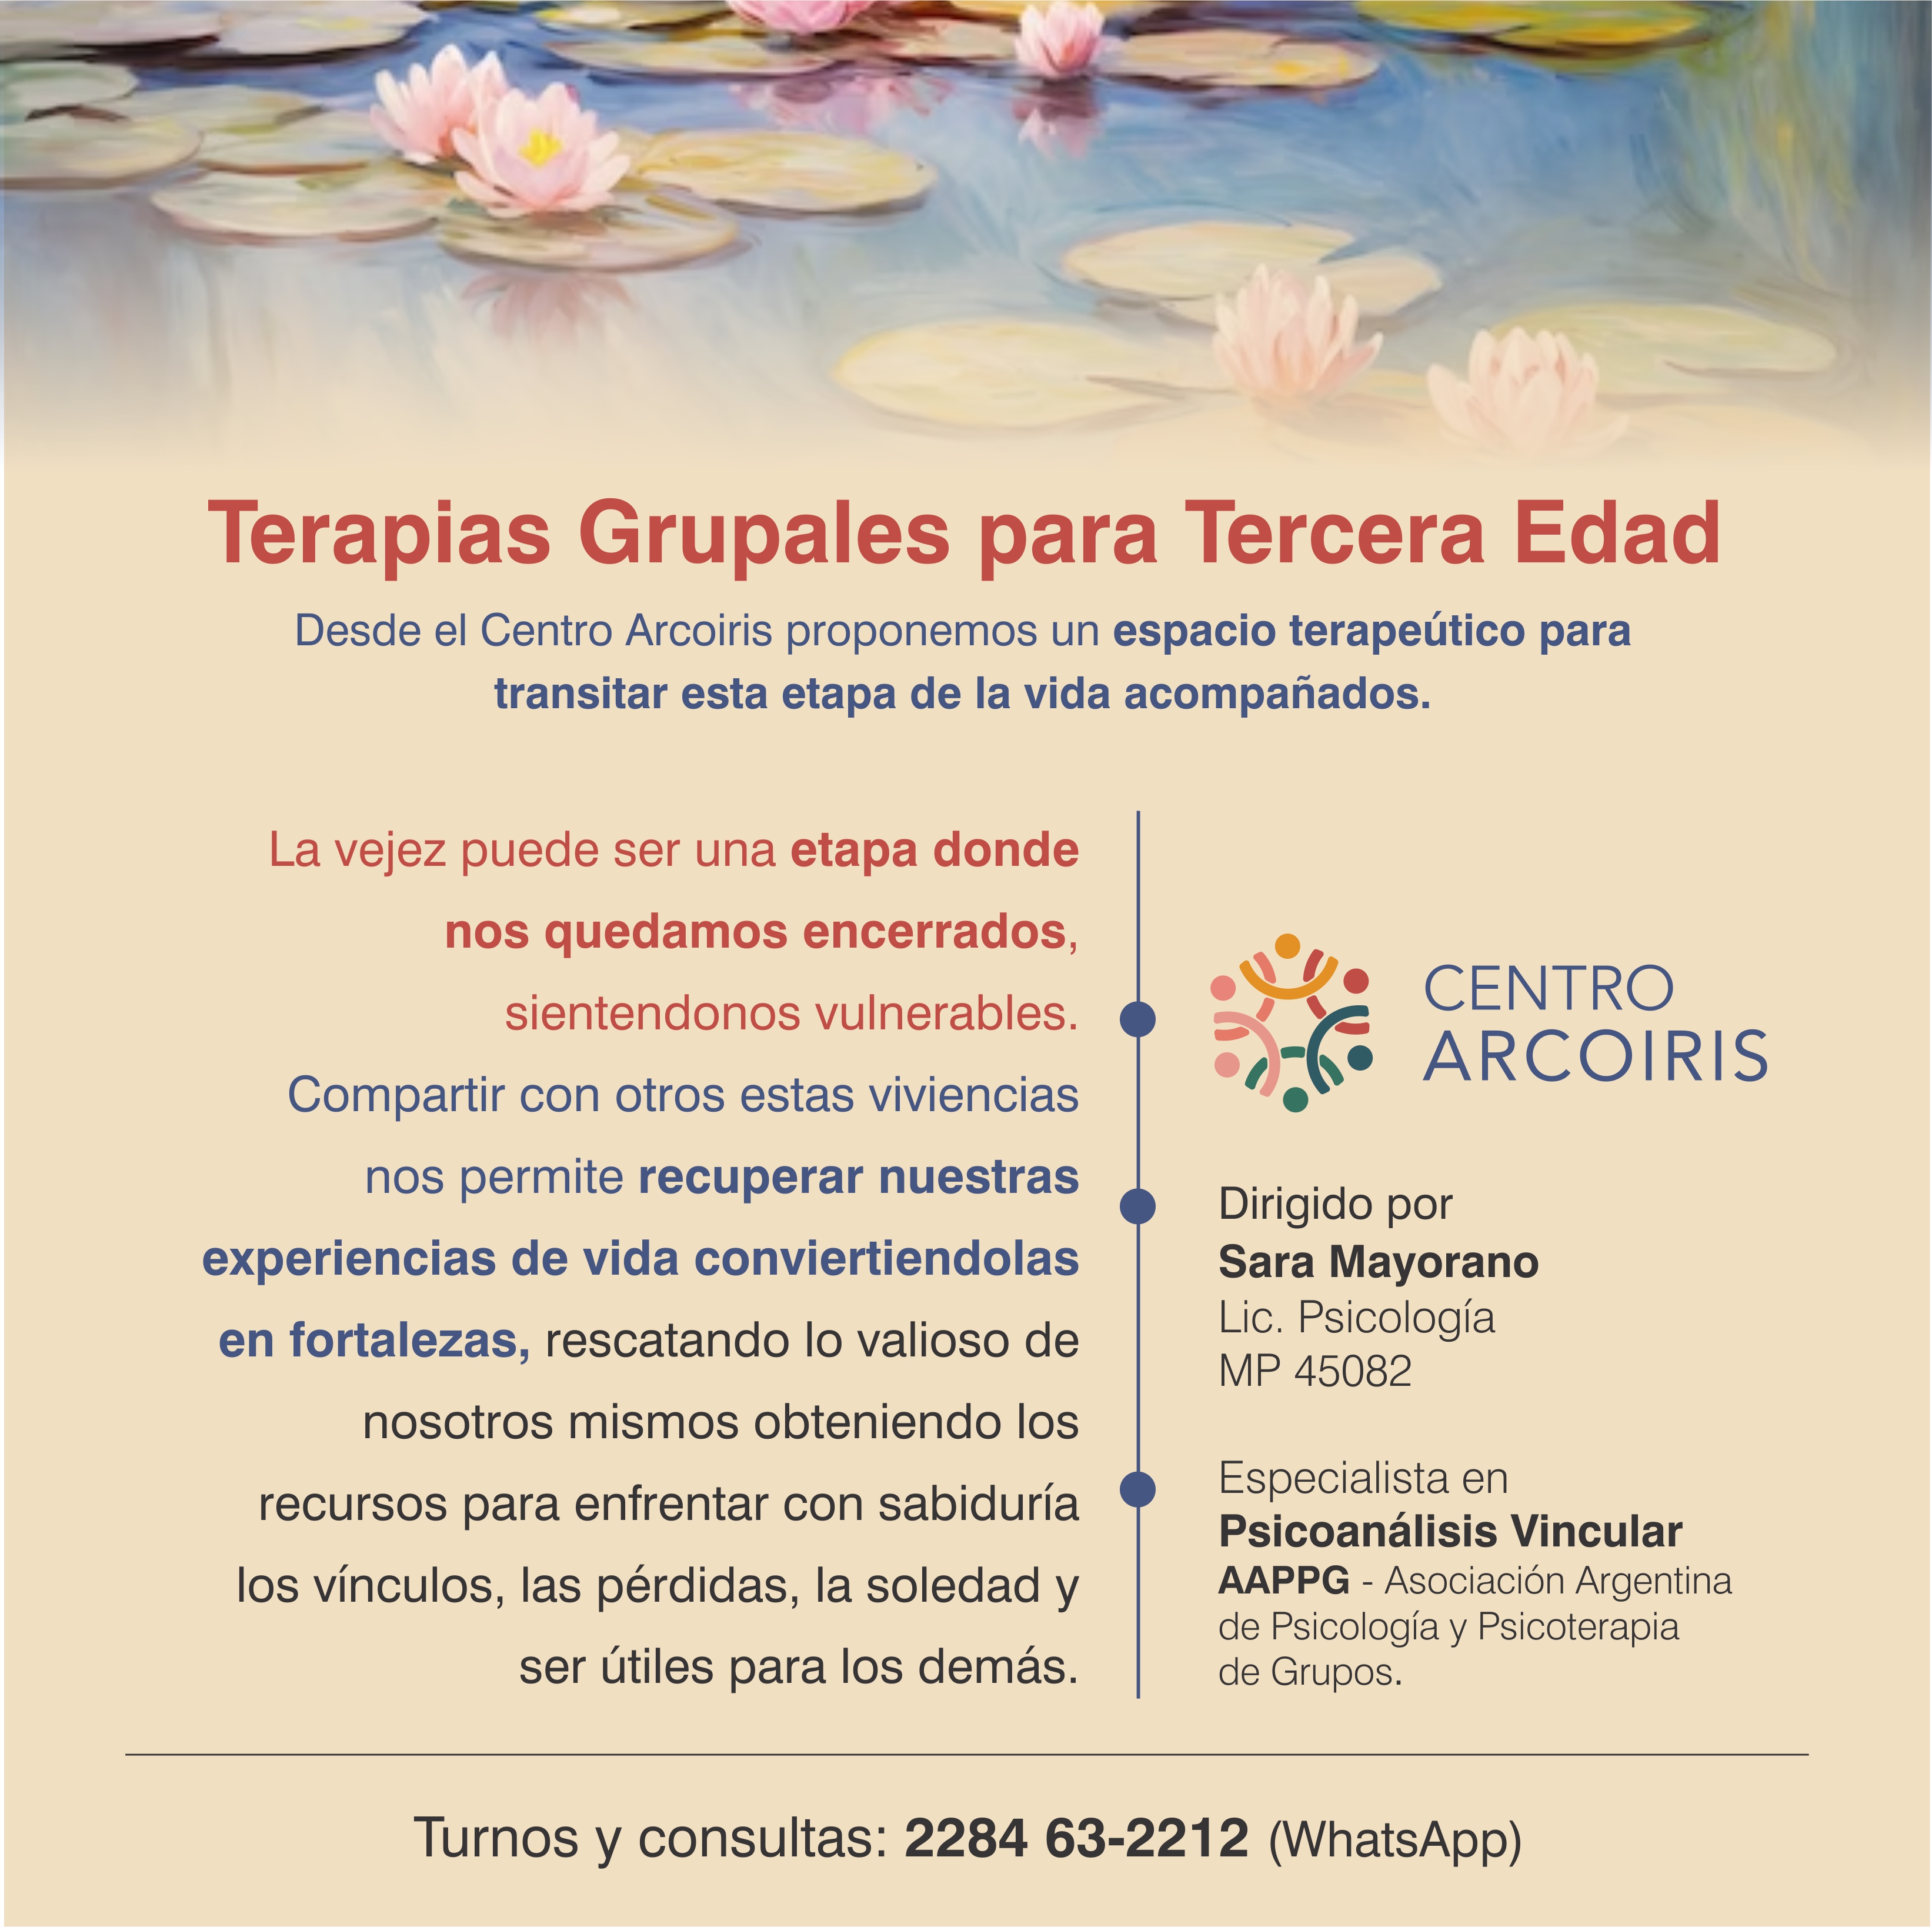 Terapias Grupales para Tercera Edad
Desde el Centro Arcoiris proponemos un espacio terapeútico para
transitar esta etapa de la vida acompañados.
La vejez puede ser una etapa donde
nos quedamos encerrados,
sientendonos vulnerables.
Compartir con otros estas viviencias
nos permite recuperar nuestras
experiencias de vida conviertiendolas
en fortalezas, rescatando lo valioso de
nosotros mismos obteniendo los
recursos para enfrentar con sabiduría
los vínculos, las pérdidas, la soledad y
ser útiles para los demás.
CENTRO
ARCOIRIS
Dirigido por
Sara Mayorano
Lic. Psicología
MP 45082
Especialista en
Psicoanálisis Vincular
AAPPG - Asociación Argentina
de Psicología y Psicoterapia
de Grupos.
Turnos y consultas: 2284 63-2212 (WhatsApp)